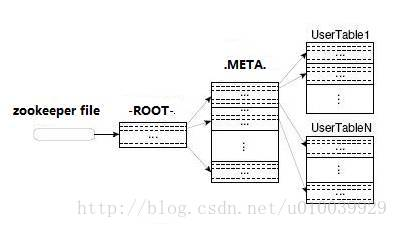 UserTable1
.META.
zookeeper file
-ROOT-
...
...
...
...
...
...
UserTableN
...
...
http://blog.csdn.net/u010039929